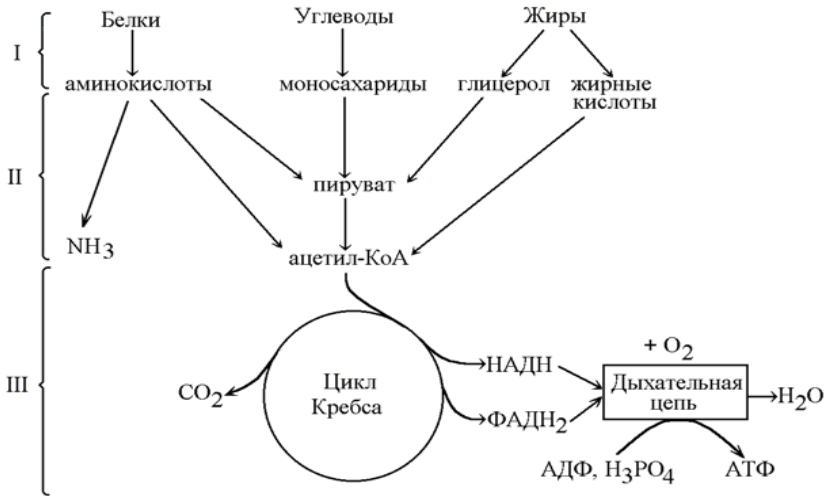 Белки Углеводы Жиры
I
аминокислоты моносахариды глицерол жирные
кислоты
II
пируват
NH3
ацетил-КоА
+ O2
НАДН
III
CO2
Цикл
Кребса
Дыхательная
цепь
H2O
ФАДН2
АДФ, H3PO4 АТФ